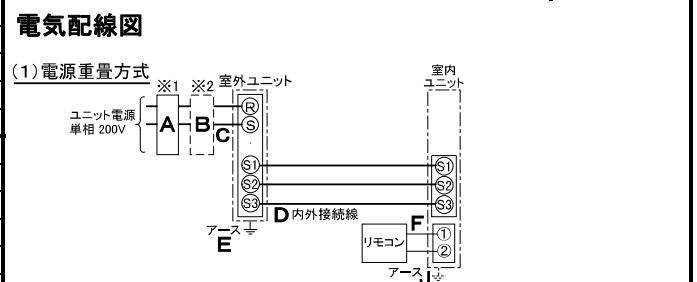 電気配線図
(1)電源重畳方式
※1 ※2 室外ユニット
室内
ユニット
ユニット電源
単相 200V
A B C
R
S
S1 S1
S2 S2
S3 S3
D 内外接続線
アース
E
F
リモコン
① 
②
アース J